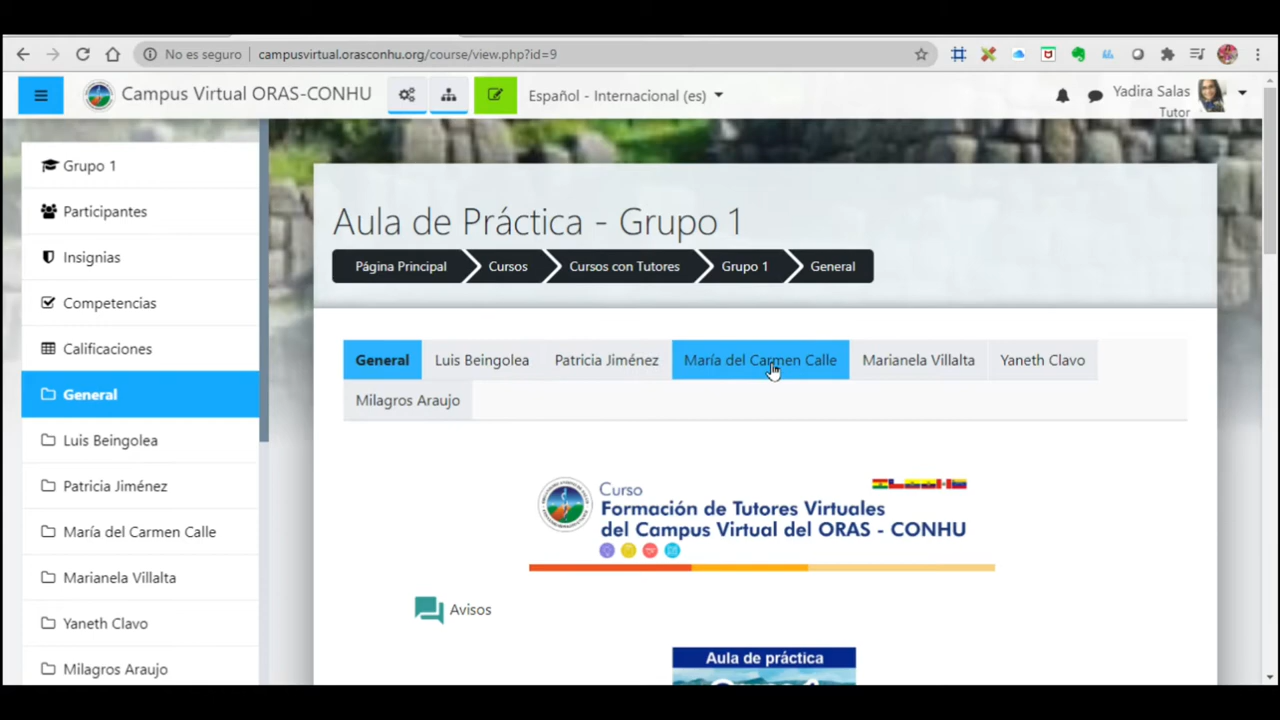 No es seguro campusvirtual.orasconhu.org/course/view.php?id=9
Campus Virtual ORAS-CONHU
Español - Internacional (es)
Yadira Salas
Tutor
Grupo 1
Participantes
Insignias
Competencias
Calificaciones
General
Luis Beingolea
Patricia Jiménez
María del Carmen Calle
Marianela Villalta
Yaneth Clavo
Milagros Araujo
Aula de Práctica - Grupo 1
Página Principal Cursos Cursos con Tutores Grupo 1 General
General Luis Beingolea Patricia Jiménez María del Carmen Calle Marianela Villalta Yaneth Clavo
Milagros Araujo
Curso
Formación de Tutores Virtuales
del Campus Virtual del ORAS - CONHU
Avisos
Aula de práctica